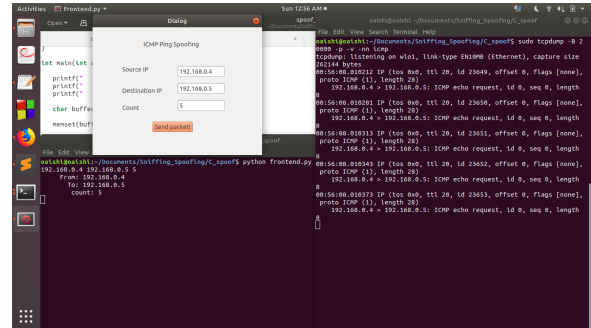 Activities
Frontend.py ▾
Sun 12:56 AM
Open ▾
Dialog
spoof_
~/Documents/Sniffi
ICMP Ping Spoofing
Source IP
192.168.0.4
Destination IP
192.168.0.5
Count
5
Send packet!
}
int main(int a
printf("
printf("
printf("
char buffe
memset(buf
spoof
File Edit View
oaishi@oaishi:~/Documents/Sniffing_Spoofing/C_spoof$ python frontend.py
192.168.0.4 192.168.0.5 5
From: 192.168.0.4
To: 192.168.0.5
count: 5
oaishi@oaishi: ~/Documents/Sniffing_Spoofing/C_spoof
File Edit View Search Terminal Help
oaishi@oaishi:~/Documents/Sniffing_Spoofing/C_spoof$ sudo tcpdump -B 2
0000 -p -v -nn icmp
tcpdump: listening on wlo1, link-type EN10MB (Ethernet), capture size
262144 bytes
00:56:08.010212 IP (tos 0x0, ttl 20, id 23649, offset 0, flags [none],
proto ICMP (1), length 28)
192.168.0.4 > 192.168.0.5: ICMP echo request, id 0, seq 0, length
8
00:56:08.010281 IP (tos 0x0, ttl 20, id 23650, offset 0, flags [none],
proto ICMP (1), length 28)
192.168.0.4 > 192.168.0.5: ICMP echo request, id 0, seq 0, length
8
00:56:08.010313 IP (tos 0x0, ttl 20, id 23651, offset 0, flags [none],
proto ICMP (1), length 28)
192.168.0.4 > 192.168.0.5: ICMP echo request, id 0, seq 0, length
8
00:56:08.010343 IP (tos 0x0, ttl 20, id 23652, offset 0, flags [none],
proto ICMP (1), length 28)
192.168.0.4 > 192.168.0.5: ICMP echo request, id 0, seq 0, length
8
00:56:08.010373 IP (tos 0x0, ttl 20, id 23653, offset 0, flags [none],
proto ICMP (1), length 28)
192.168.0.4 > 192.168.0.5: ICMP echo request, id 0, seq 0, length
8